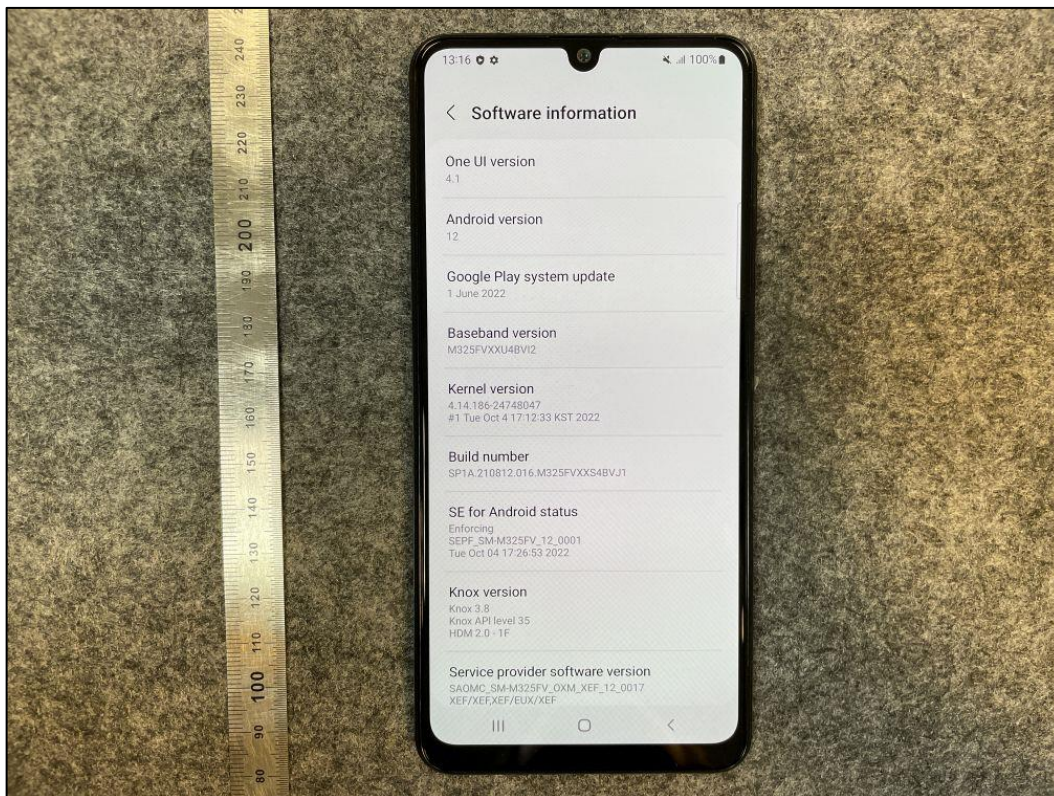 240
230
220
210
200
190
180
170
160
150
140
130
120
110
100
90
80
13:16
100%
Software information
One UI version
4.1
Android version
12
Google Play system update
1 June 2022
Baseband version
M325FVXXU4BVI2
Kernel version
4.14.186-24748047
#1 Tue Oct 4 17:12:33 KST 2022
Build number
SP1A.210812.016.M325FVXXS4BVJ1
SE for Android status
Enforcing
SEPF_SM-M325FV_12_0001
Tue Oct 04 17:26:53 2022
Knox version
Knox 3.8
Knox API level 35
HDM 2.0 - 1F
Service provider software version
SAOMC_SM-M325FV_OXM_XEF_12_0017
XEF/XEF,XEF/EUX/XEF